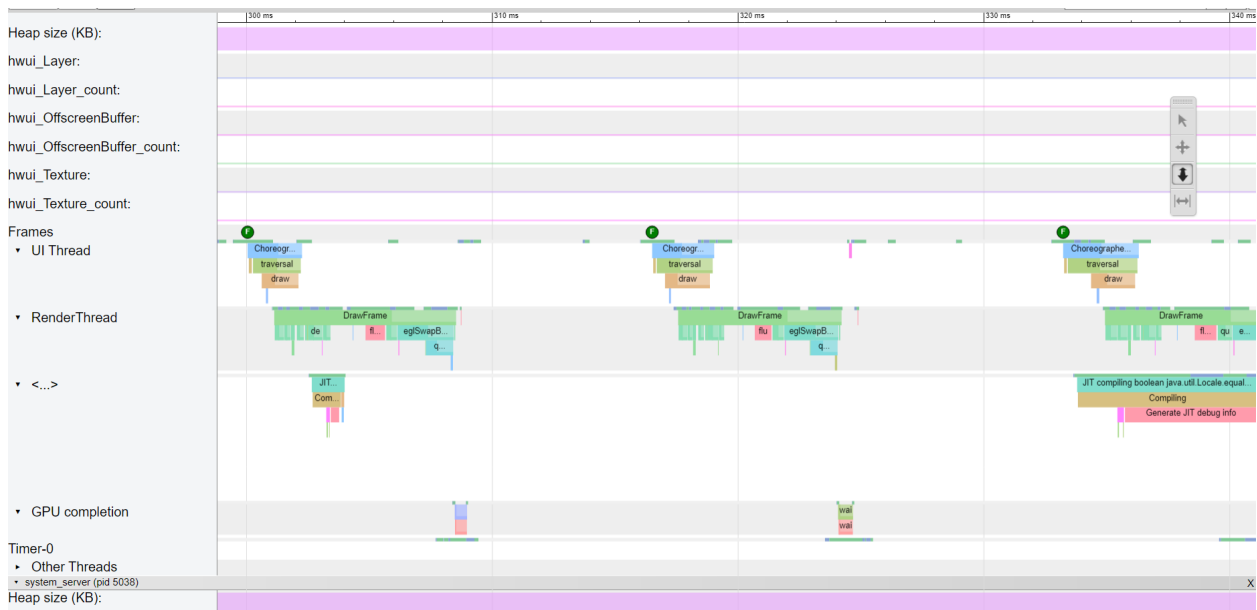 300 ms 310 ms 320 ms 330 ms 340 ms
Heap size (KB):
hwui_Layer:
hwui_Layer_count:
hwui_OffscreenBuffer:
hwui_OffscreenBuffer_count:
hwui_Texture:
hwui_Texture_count:
Frames
F F F
UI Thread
Choreogr... Choreogr... Choreographe...
traversal traversal traversal
draw draw draw
RenderThread
DrawFrame DrawFrame DrawFrame
de fl... eglSwapB... flu eglSwapB... fl... qu e...
q... q...
<...>
JIT... JIT compiling boolean java.util.Locale.equal...
Com... Compiling
Generate JIT debug info
GPU completion
wai
wai
Timer-0
Other Threads
system_server (pid 5038) X
Heap size (KB):